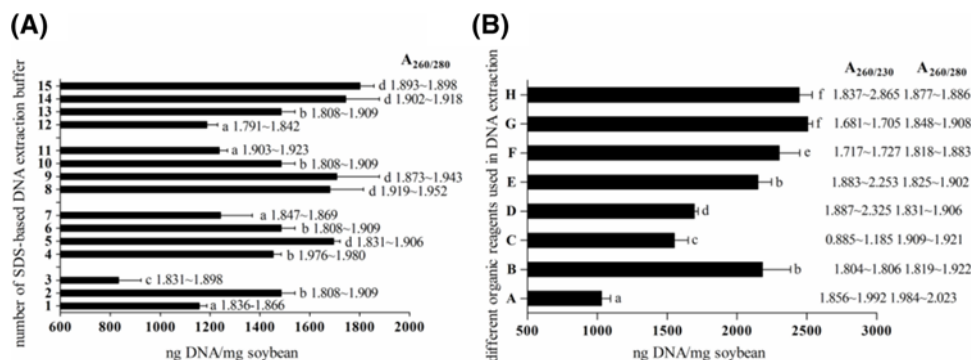 (A)
A260/280
number of SDS-based DNA extraction buffer
15 d 1.893~1.898
14 d 1.902~1.918
13 b 1.808~1.909
12 a 1.791~1.842
11 a 1.903~1.923
10 b 1.808~1.909
9 d 1.873~1.943
8 d 1.919~1.952
7 a 1.847~1.869
6 b 1.808~1.909
5 d 1.831~1.906
4 b 1.976~1.980
3 c 1.831~1.898
2 b 1.808~1.909
1 a 1.836-1.866
600 800 1000 1200 1400 1600 1800 2000
ng DNA/mg soybean
(B)
A260/230 A260/280
different organic reagents used in DNA extraction
H f 1.837~2.865 1.877~1.886
G f 1.681~1.705 1.848~1.908
F e 1.717~1.727 1.818~1.883
E b 1.883~2.253 1.825~1.902
D d 1.887~2.325 1.831~1.906
C c 0.885~1.185 1.909~1.921
B b 1.804~1.806 1.819~1.922
A a 1.856~1.992 1.984~2.023
500 1000 1500 2000 2500 3000
ng DNA/mg soybean